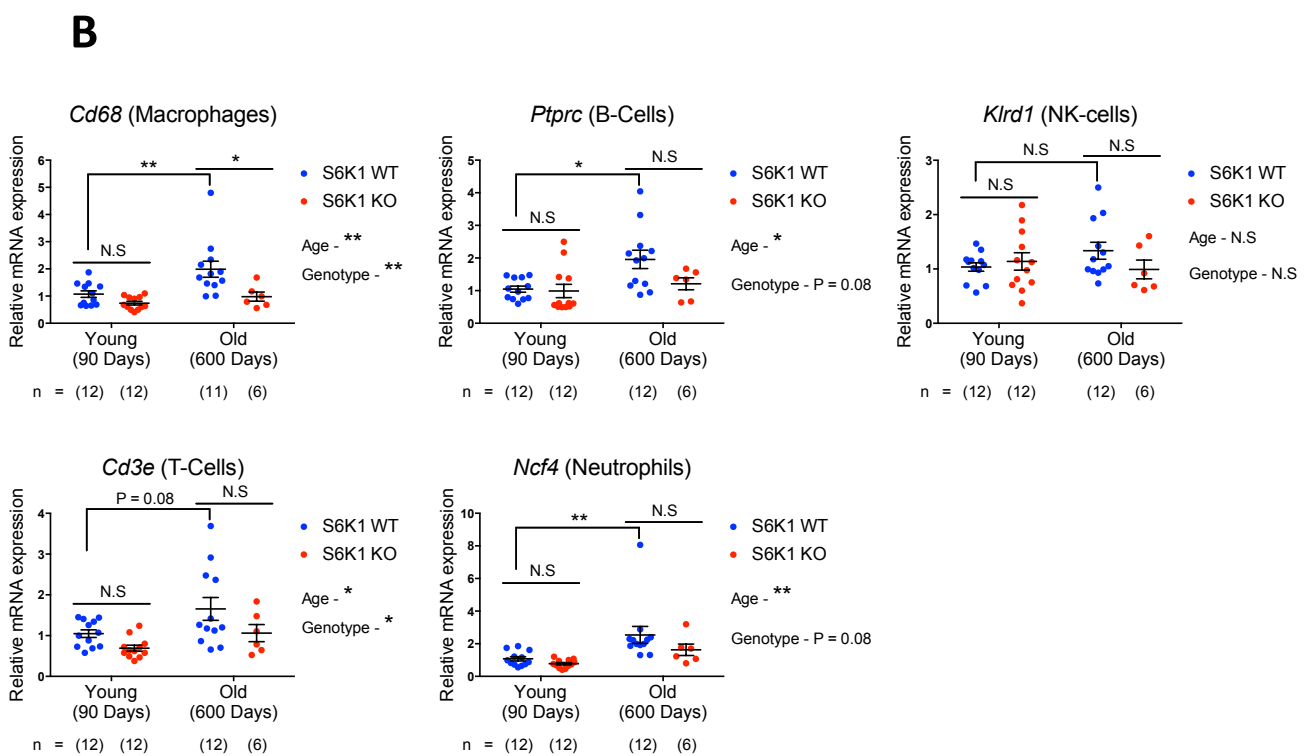 B
Cd68 (Macrophages)
Relative mRNA expression
6
5
4
3
2
1
0
**
*
N.S
S6K1 WT
S6K1 KO
Age - **
Genotype - **
Young
(90 Days)
Old
(600 Days)
n = (12) (12) (11) (6)
Ptprc (B-Cells)
Relative mRNA expression
5
4
3
2
1
0
*
N.S
N.S
S6K1 WT
S6K1 KO
Age - *
Genotype - P = 0.08
Young
(90 Days)
Old
(600 Days)
n = (12) (12) (12) (6)
Klrd1 (NK-cells)
Relative mRNA expression
3
2
1
0
N.S
N.S
N.S
S6K1 WT
S6K1 KO
Age - N.S
Genotype - N.S
Young
(90 Days)
Old
(600 Days)
n = (12) (12) (12) (6)
Cd3e (T-Cells)
Relative mRNA expression
4
3
2
1
0
P = 0.08
N.S
N.S
S6K1 WT
S6K1 KO
Age - *
Genotype - *
Young
(90 Days)
Old
(600 Days)
n = (12) (12) (12) (6)
Ncf4 (Neutrophils)
Relative mRNA expression
10
8
6
4
2
0
**
N.S
N.S
S6K1 WT
S6K1 KO
Age - **
Genotype - P = 0.08
Young
(90 Days)
Old
(600 Days)
n = (12) (12) (12) (6)